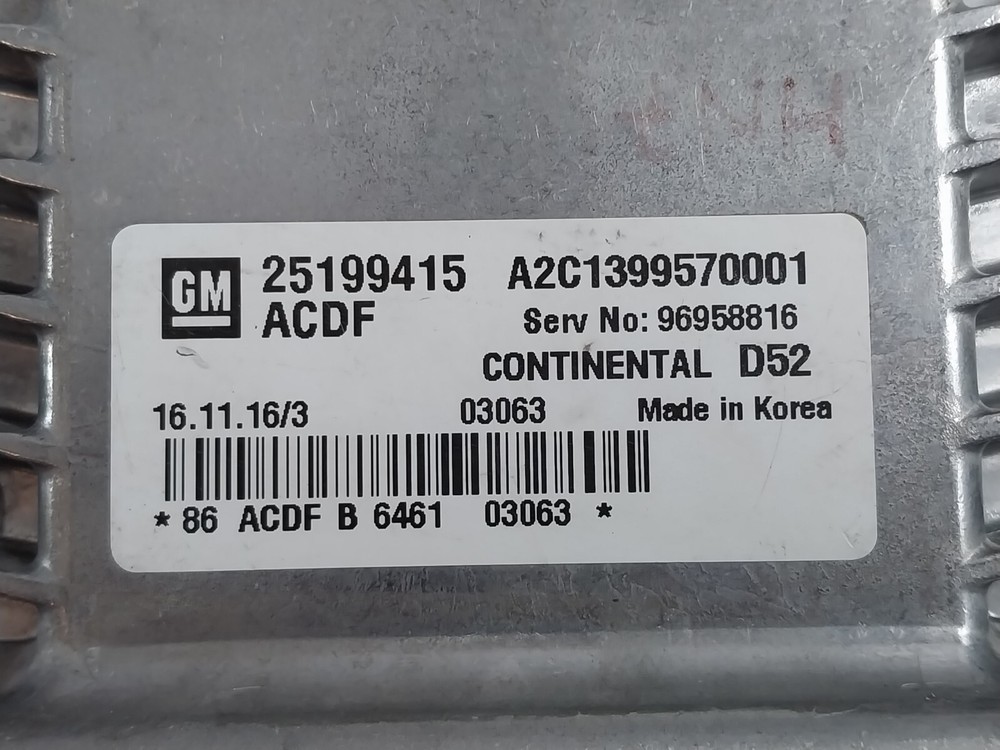 GM 25199415 A2C1399570001
ACDF Serv No: 96958816
CONTINENTAL D52
16.11.16/3 03063 Made in Korea
* 86 ACDF B 6461 03063 *